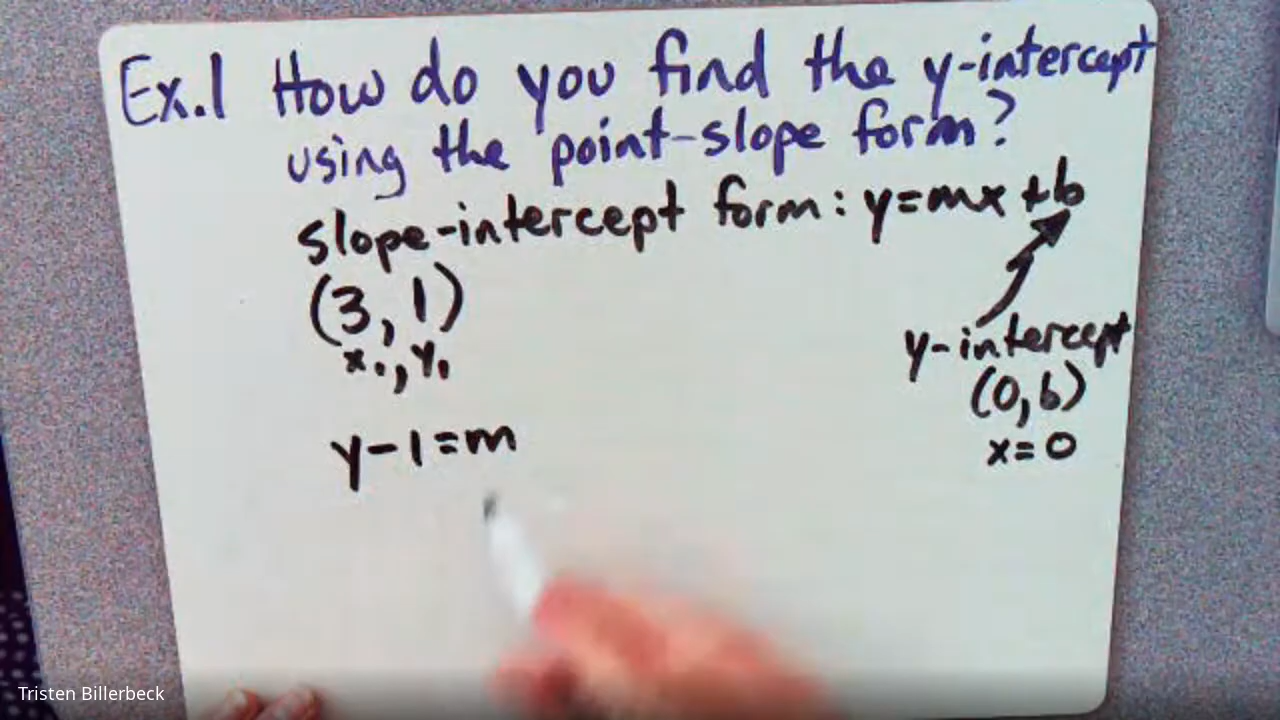 Ex.1 How do you find the y-intercept
using the point-slope form?
slope-intercept form: y=mx+b
(3, 1)
x₁, y₁
y-intercept
(0, b)
x=0
y-1=m
Tristen Billerbeck